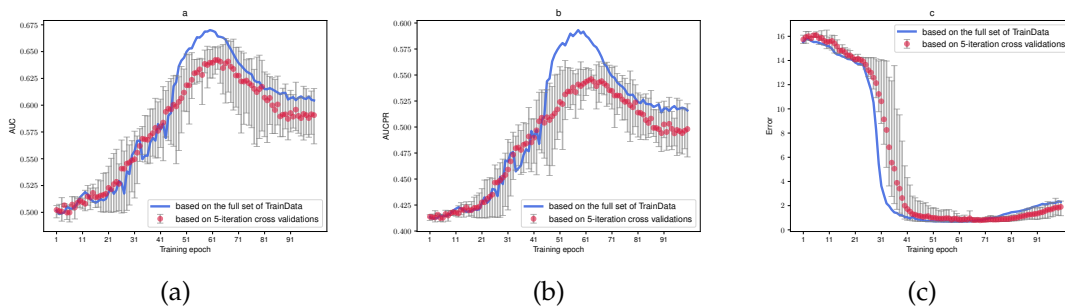 a
0.675
0.650
0.625
0.600
0.575
0.550
0.525
0.500
AUC
1 11 21 31 41 51 61 71 81 91
Training epoch
based on the full set of TrainData
based on 5-iteration cross validations
(a)
b
0.600
0.575
0.550
0.525
0.500
0.475
0.450
0.425
0.400
AUCPR
1 11 21 31 41 51 61 71 81 91
Training epoch
based on the full set of TrainData
based on 5-iteration cross validations
(b)
c
16
14
12
10
8
6
4
2
0
Error
1 11 21 31 41 51 61 71 81 91
Training epoch
based on the full set of TrainData
based on 5-iteration cross validations
(c)